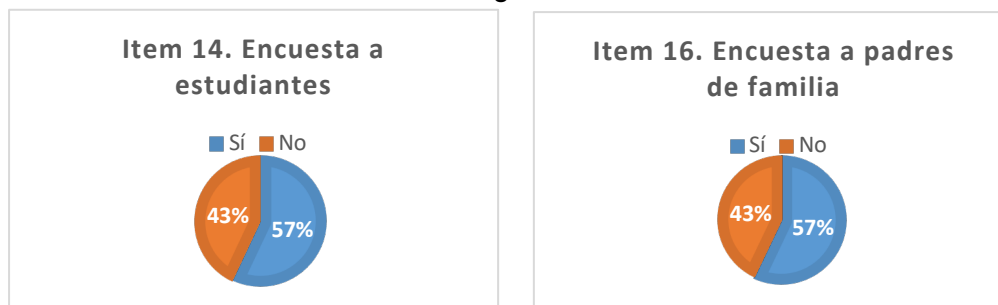 Item 14. Encuesta a
estudiantes
Sí No
43%
57%
Item 16. Encuesta a padres
de familia
Sí No
43%
57%